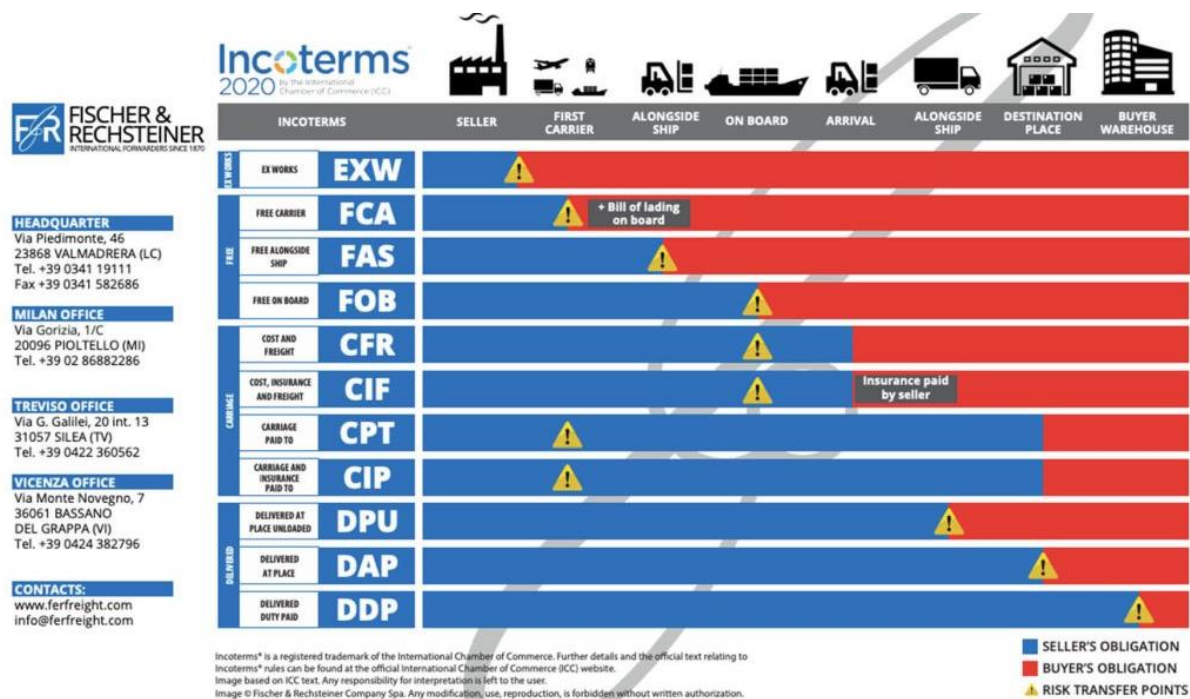 Incoterms®
2020 by the International
Chamber of Commerce (ICC)
FISCHER &
RECHSTEINER
INTERNATIONAL FORWARDERS SINCE 1870
HEADQUARTER
Via Piedimonte, 46
23868 VALMADRERA (LC)
Tel. +39 0341 19111
Fax +39 0341 582686
MILAN OFFICE
Via Gorizia, 1/C
20096 PIOLTELLO (MI)
Tel. +39 02 86882286
TREVISO OFFICE
Via G. Galilei, 20 int. 13
31057 SILEA (TV)
Tel. +39 0422 360562
VICENZA OFFICE
Via Monte Novegno, 7
36061 BASSANO
DEL GRAPPA (VI)
Tel. +39 0424 382796
CONTACTS:
www.ferfreight.com
info@ferfreight.com
INCOTERMS
SELLER
FIRST
CARRIER
ALONGSIDE
SHIP
ON BOARD
ARRIVAL
ALONGSIDE
SHIP
DESTINATION
PLACE
BUYER
WAREHOUSE
EX WORKS
EX WORKS
EXW
FREE
FREE CARRIER
FCA
+ Bill of lading
on board
FREE ALONGSIDE
SHIP
FAS
FREE ON BOARD
FOB
CARRIAGE
COST AND
FREIGHT
CFR
COST, INSURANCE
AND FREIGHT
CIF
Insurance paid
by seller
CARRIAGE
PAID TO
CPT
CARRIAGE AND
INSURANCE
PAID TO
CIP
DELIVERED
DELIVERED AT
PLACE UNLOADED
DPU
DELIVERED
AT PLACE
DAP
DELIVERED
DUTY PAID
DDP
Incoterms® is a registered trademark of the International Chamber of Commerce. Further details and the official text relating to
Incoterms® rules can be found at the official International Chamber of Commerce (ICC) website.
Image based on ICC text. Any responsibility for interpretation is left to the user.
Image © Fischer & Rechsteiner Company Spa. Any modification, use, reproduction, is forbidden without written authorization.
SELLER'S OBLIGATION
BUYER'S OBLIGATION
RISK TRANSFER POINTS